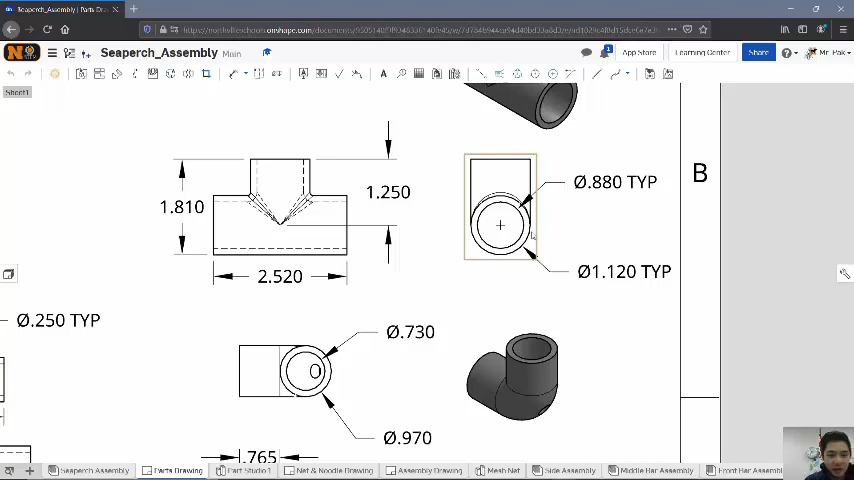 Seaperch_Assembly
Seaperch_Assembly Main
App Store
Learning Center
Share
Mr. Pak
Sheet1
1.810
1.250
2.520
Ø.880 TYP
Ø1.120 TYP
B
Ø.250 TYP
Ø.730
Ø.970
.765
Seaperch Assembly
Parts Drawing
Part Studio 1
Net & Noodle Drawing
Assembly Drawing
Mesh Net
Side Assembly
Middle Bar Assembly
Front Bar Assembly